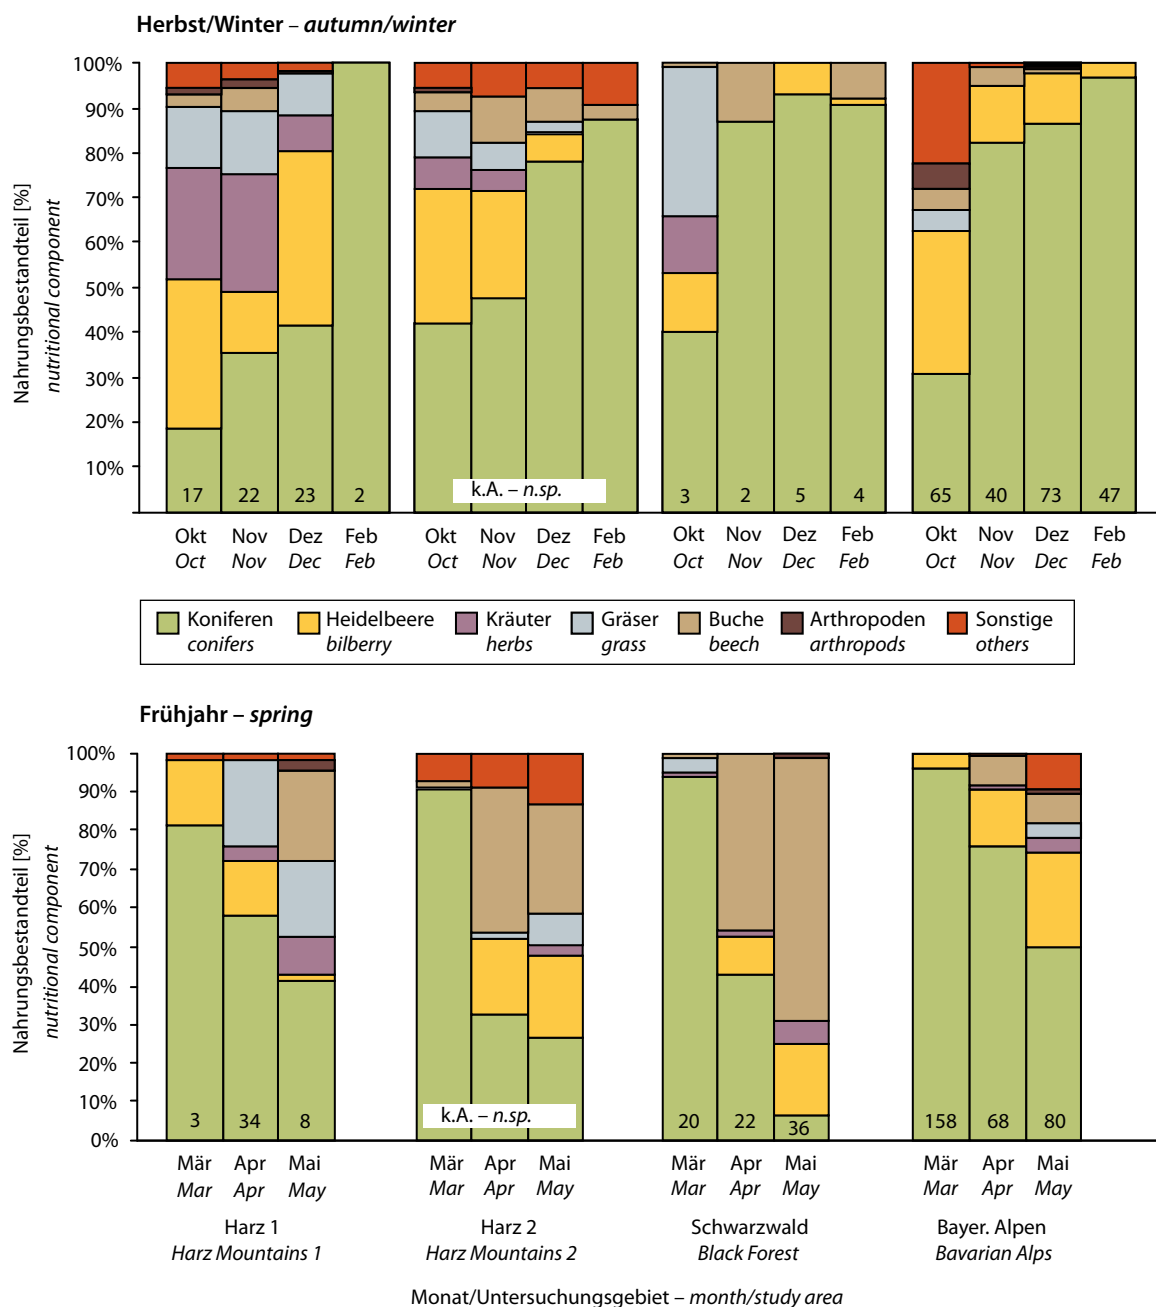 Herbst/Winter – autumn/winter
Nahrungsbestandteil [%]
nutritional component
100%
90%
80%
70%
60%
50%
40%
30%
20%
10%
17 22 23 2
k.A. – n.sp.
3 2 5 4
65 40 73 47
Okt Nov Dez Feb Okt Nov Dez Feb Okt Nov Dez Feb Okt Nov Dez Feb
Oct Nov Dec Feb Oct Nov Dec Feb Oct Nov Dec Feb Oct Nov Dec Feb
Koniferen Heidelbeere Kräuter Gräser Buche Arthropoden Sonstige
conifers bilberry herbs grass beech arthropods others
Frühjahr – spring
Nahrungsbestandteil [%]
nutritional component
100%
90%
80%
70%
60%
50%
40%
30%
20%
10%
0%
3 34 8
k.A. – n.sp.
20 22 36
158 68 80
Mär Apr Mai Mär Apr Mai Mär Apr Mai Mär Apr Mai
Mar Apr May Mar Apr May Mar Apr May Mar Apr May
Harz 1 Harz 2 Schwarzwald Bayer. Alpen
Harz Mountains 1 Harz Mountains 2 Black Forest Bavarian Alps
Monat/Untersuchungsgebiet – month/study area